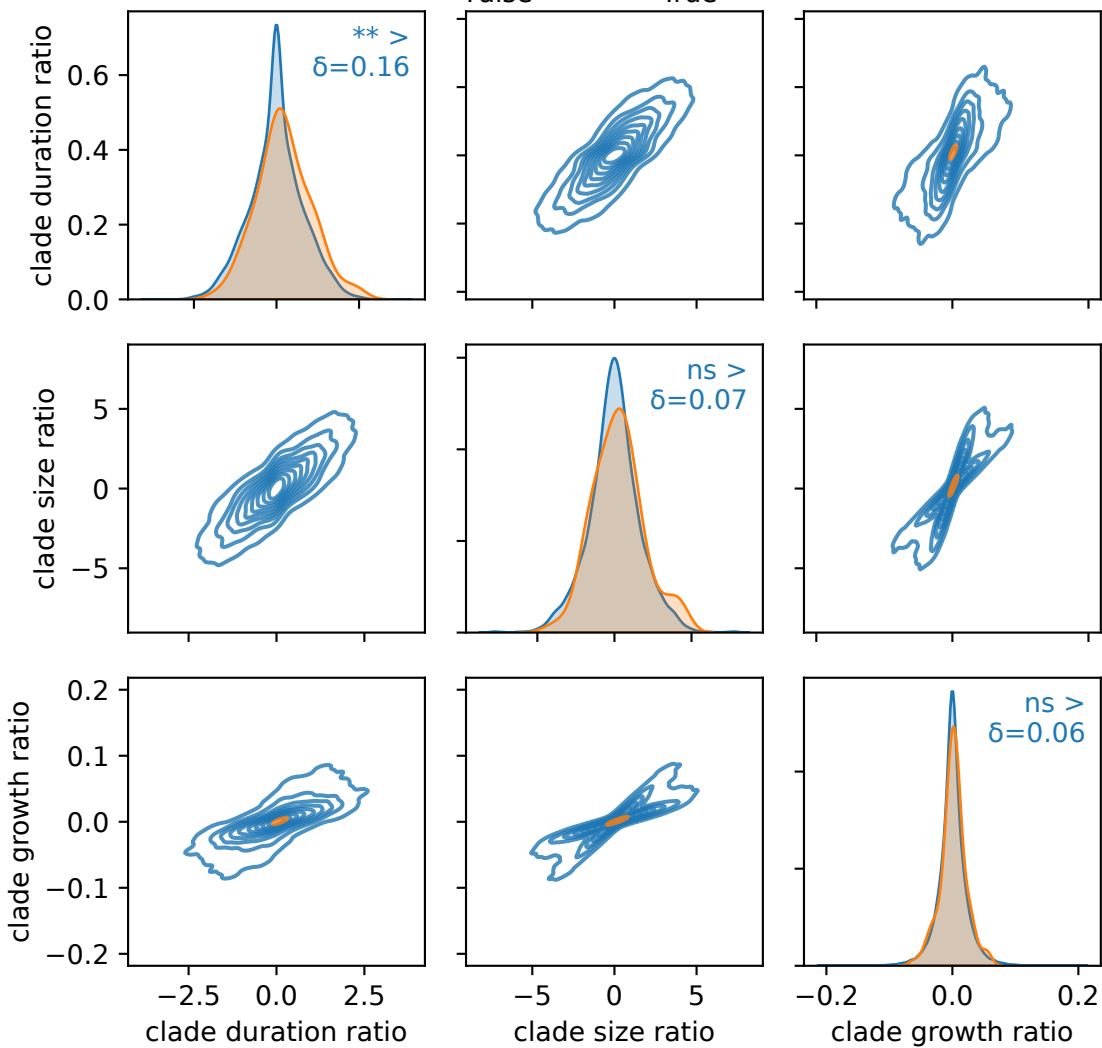 ** >
δ=0.16
0.6
0.4
0.2
0.0
clade duration ratio
ns >
δ=0.07
5
0
−5
clade size ratio
ns >
δ=0.06
0.2
0.1
0.0
−0.1
−0.2
clade growth ratio
−2.5 0.0 2.5
−5 0 5
−0.2 0.0 0.2
clade duration ratio
clade size ratio
clade growth ratio